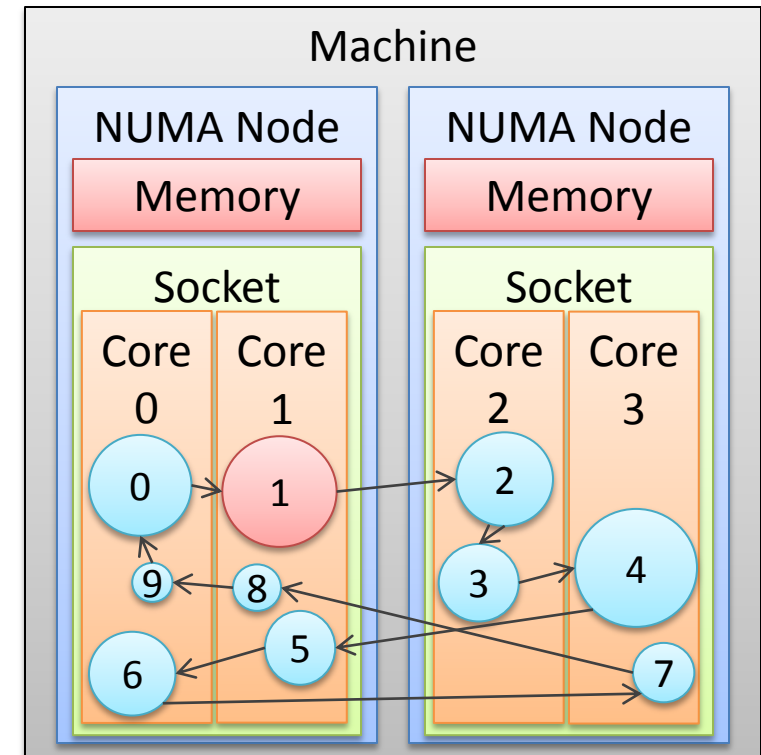 Machine
NUMA Node
Memory
Socket
Core
0
Core
1
0
1
9
8
5
6
NUMA Node
Memory
Socket
Core
2
Core
3
2
3
4
7